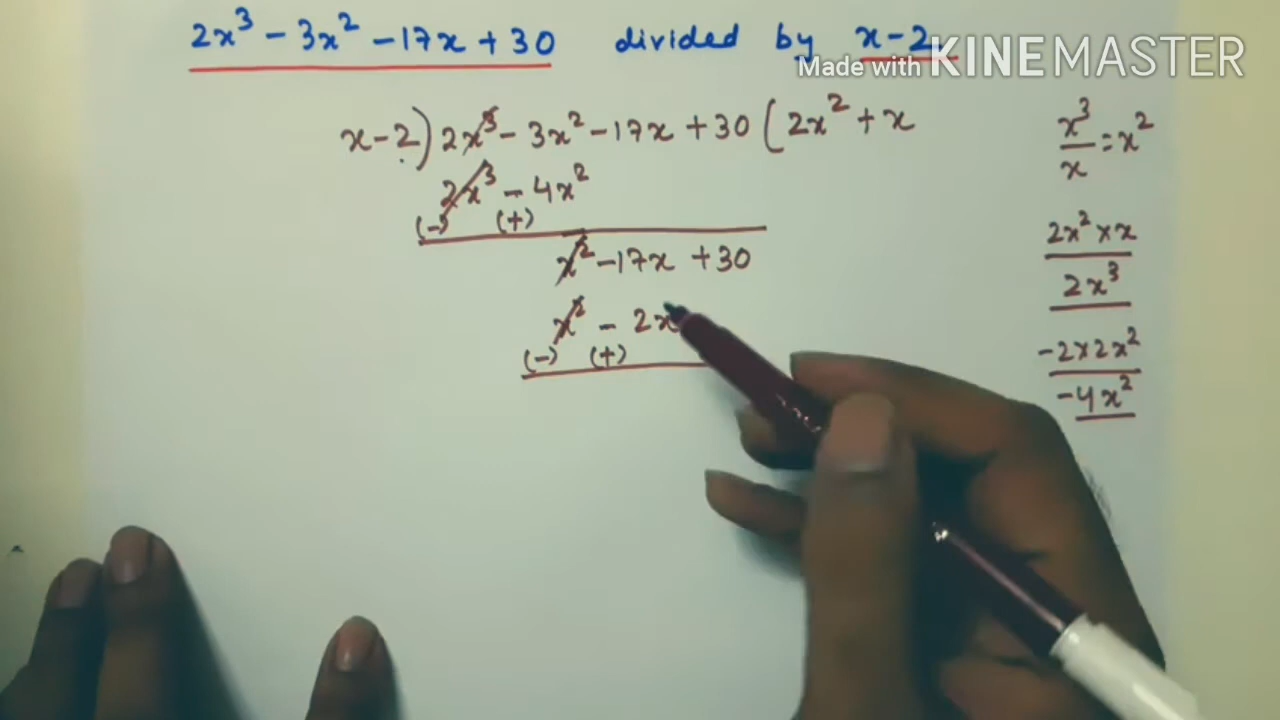 2x³ - 3x² - 17x + 30 divided by x - 2
Made with KINEMASTER
x - 2) 2x³ - 3x² - 17x + 30 (2x² + x
2x³ - 4x²
(-) (+)
x² - 17x + 30
x² - 2x
(-) (+)
x³
x = x²
2x² × x
2x³
-2 × 2x²
-4x²